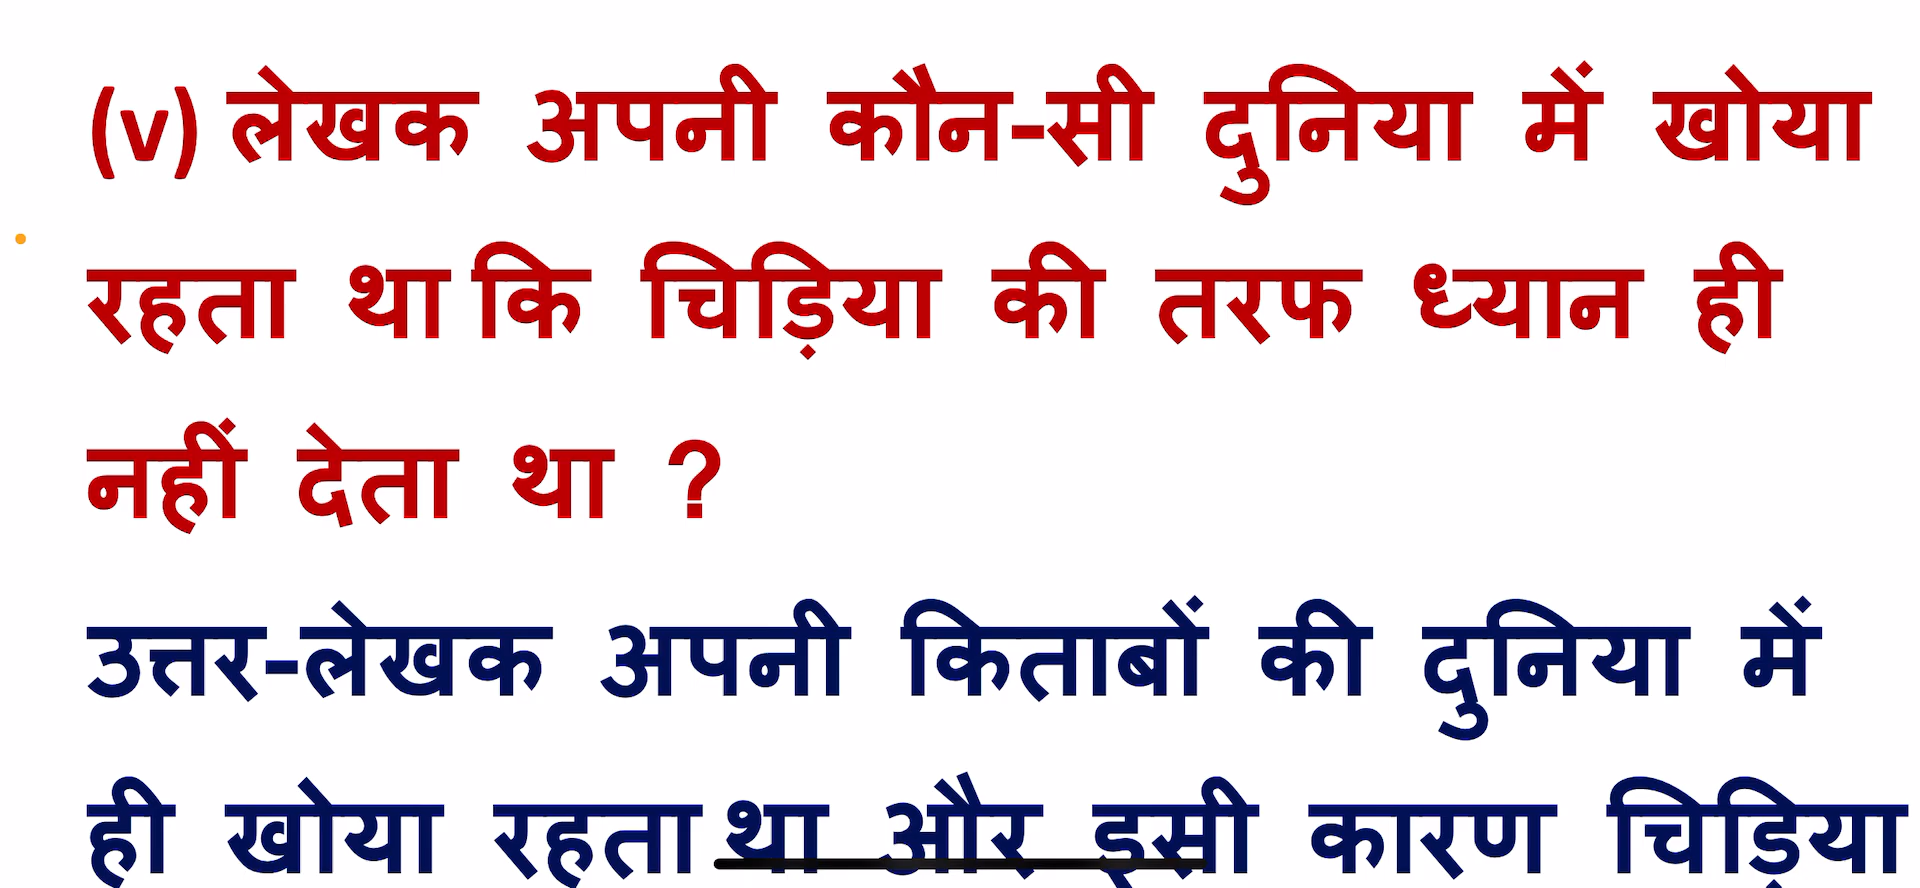 (v) लेखक अपनी कौन-सी दुनिया में खोया
रहता था कि चिड़िया की तरफ ध्यान ही
नहीं देता था ?
उत्तर-लेखक अपनी किताबों की दुनिया में
ही खोया रहता था और इसी कारण चिड़िया